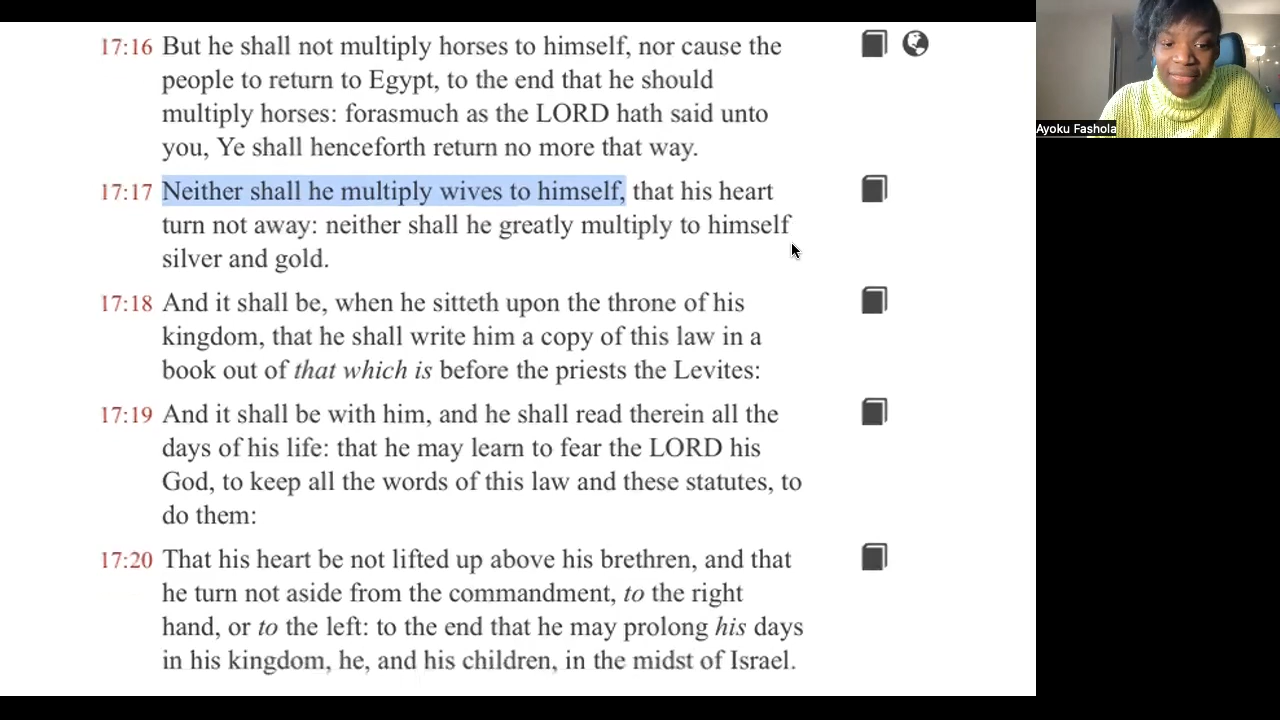 17:16 But he shall not multiply horses to himself, nor cause the
people to return to Egypt, to the end that he should
multiply horses: forasmuch as the LORD hath said unto
you, Ye shall henceforth return no more that way.
17:17 Neither shall he multiply wives to himself, that his heart
turn not away: neither shall he greatly multiply to himself
silver and gold.
17:18 And it shall be, when he sitteth upon the throne of his
kingdom, that he shall write him a copy of this law in a
book out of that which is before the priests the Levites:
17:19 And it shall be with him, and he shall read therein all the
days of his life: that he may learn to fear the LORD his
God, to keep all the words of this law and these statutes, to
do them:
17:20 That his heart be not lifted up above his brethren, and that
he turn not aside from the commandment, to the right
hand, or to the left: to the end that he may prolong his days
in his kingdom, he, and his children, in the midst of Israel.
Ayoku Fashola